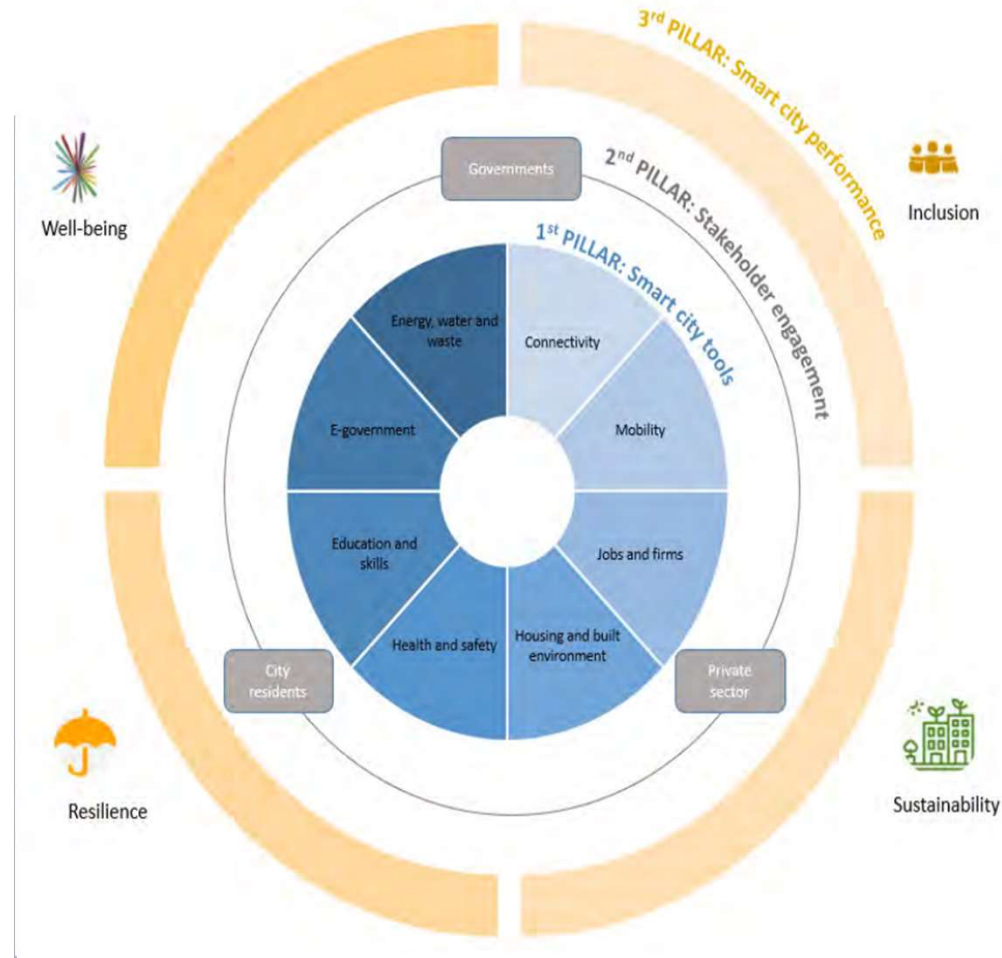 3rd PILLAR: Smart city performance
2nd PILLAR: Stakeholder engagement
1st PILLAR: Smart city tools
Governments
Well-being
Inclusion
Energy, water and
waste
Connectivity
E-government
Mobility
Education and
skills
Jobs and firms
Health and safety
Housing and built
environment
City
residents
Private
sector
Resilience
Sustainability